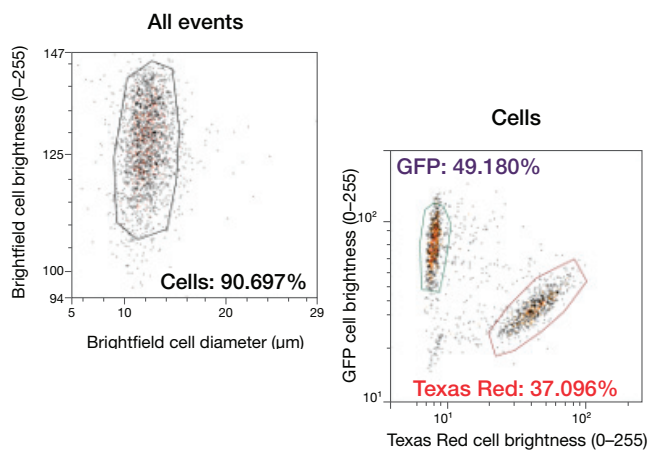 All events
Brightfield cell brightness (0–255)
147
125
100
94
Cells: 90.697%
5
10
20
29
Brightfield cell diameter (µm)
Cells
GFP cell brightness (0–255)
GFP: 49.180%
10²
10¹
Texas Red: 37.096%
10¹
10²
Texas Red cell brightness (0–255)